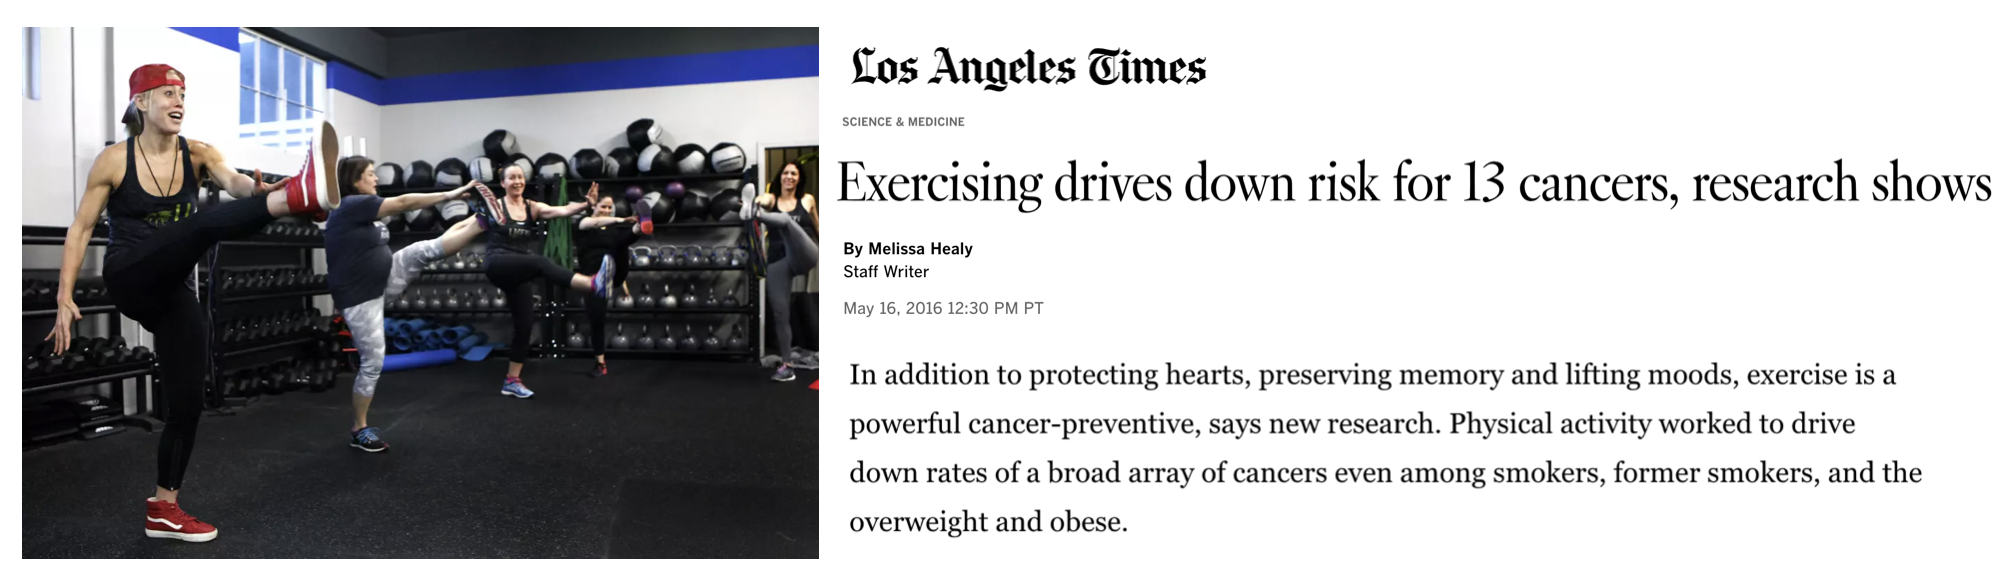 Los Angeles Times
SCIENCE & MEDICINE
Exercising drives down risk for 13 cancers, research shows
By Melissa Healy
Staff Writer
May 16, 2016 12:30 PM PT
In addition to protecting hearts, preserving memory and lifting moods, exercise is a
powerful cancer-preventive, says new research. Physical activity worked to drive
down rates of a broad array of cancers even among smokers, former smokers, and the
overweight and obese.